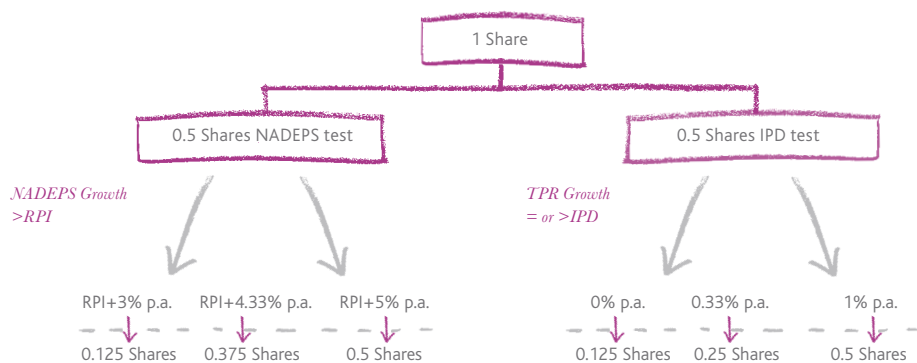 1 Share
0.5 Shares NADEPS test
0.5 Shares IPD test
NADEPS Growth
>RPI
TPR Growth
= or >IPD
RPI+3% p.a.
RPI+4.33% p.a.
RPI+5% p.a.
0% p.a.
0.33% p.a.
1% p.a.
0.125 Shares
0.375 Shares
0.5 Shares
0.125 Shares
0.25 Shares
0.5 Shares